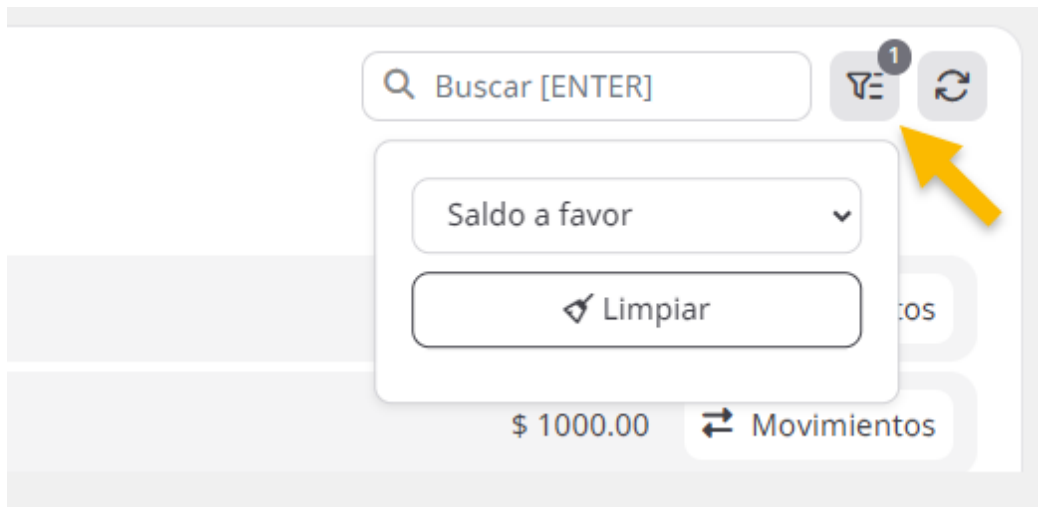 Buscar [ENTER]
1
Saldo a favor
Limpiar
tos
$ 1000.00 Movimientos